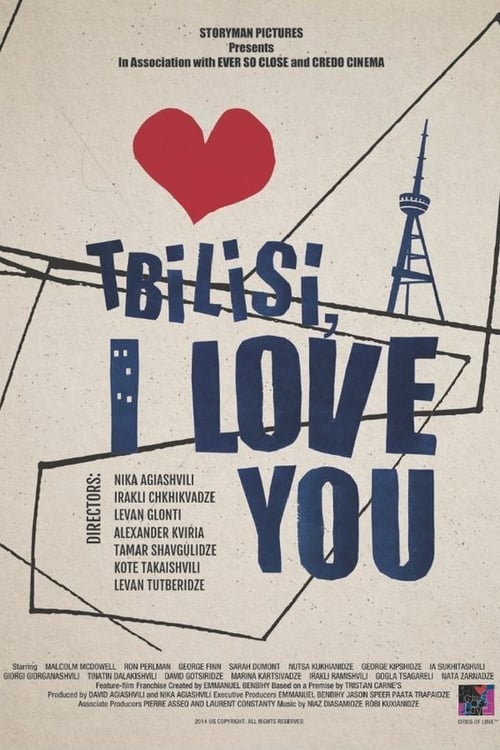 STORYMAN PICTURES
Presents
In Association with EVER SO CLOSE and CREDO CINEMA
TBiLiSi,
I LOVE
YOU
DIRECTORS:
NIKA AGIASHVILI
IRAKLI CHKHIKVADZE
LEVAN GLONTI
ALEXANDER KVIRIA
TAMAR SHAVGULIDZE
KOTE TAKAISHVILI
LEVAN TUTBERIDZE
Starring MALCOLM MCDOWELL RON PERLMAN GEORGE FINN SARAH DUMONT NUTSA KUKHIANIDZE GEORGE KIPSHIDZE IA SUKHITASHVILI
GIORGI GIORGANASHVILI TINATIN DALAKISHVILI DAVID GOTSIRIDZE MARINA KARTSIVADZE IRAKLI RAMISHVILI GOGLA TSAGARELI NATA ZARNADZE
Feature-film Franchise Created by EMMANUEL BENBIHY Based on a Premise by TRISTAN CARNE'S
Produced by DAVID AGIASHVILI and NIKA AGIASHVILI Executive Producers EMMANUEL BENBIHY JASON SPEER PAATA TRAPAIDZE
Associate Producers PIERRE ASSEO and LAURENT CONSTANTY Music by NIAZ DIASAMIDZE ROBI KUXIANIDZE
2014 US COPYRIGHT. ALL RIGHTS RESERVED
CITIES OF LOVE